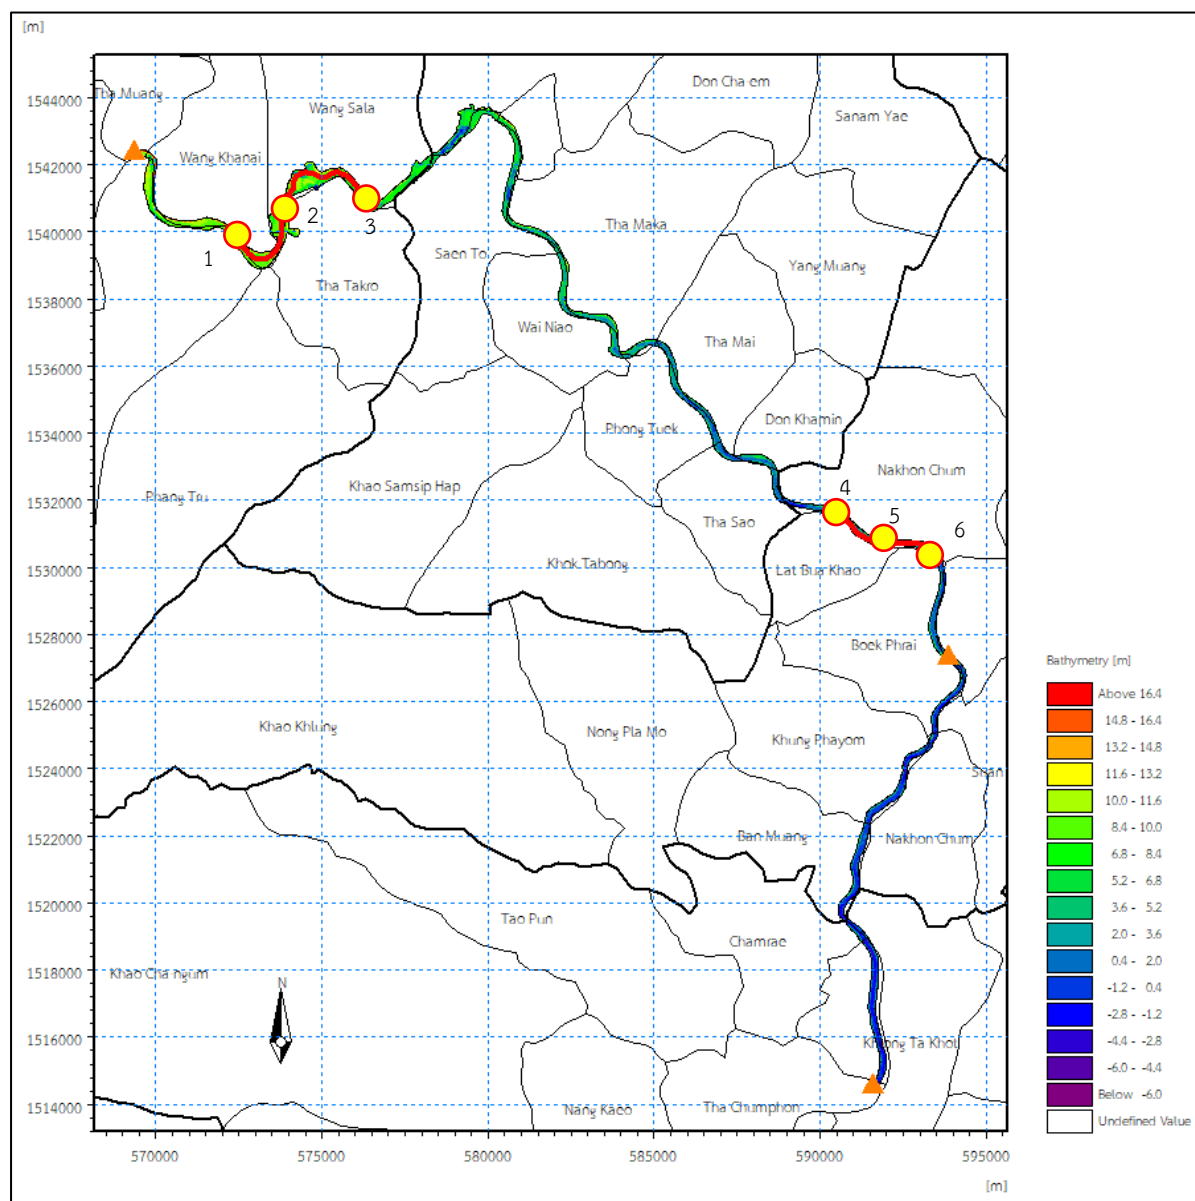 [m]
1544000
1542000
1540000
1538000
1536000
1534000
1532000
1530000
1528000
1526000
1524000
1522000
1520000
1518000
1516000
1514000
570000
575000
580000
585000
590000
595000
[m]
Tha Muang
Wang Sala
Don Cha em
Sanam Yae
Wang Khanai
1
2
3
Tha Maka
Saen To
Yang Muang
Tha Takro
Wai Niao
Tha Mai
Don Khamin
Phong Tuek
Nakhon Chum
Khao Samsip Hap
Phang Tru
4
5
6
Tha Sao
Khok Tabong
Lat Bua Khao
Boek Phrai
Khao Khlung
Nong Pla Mo
Khung Phayom
Ban Muang
Nakhon Chum
Tao Pun
Chamrae
Khao Cha ngum
N
Nang Kaeo
Tha Chumphon
Bathymetry [m]
Above 16.4
14.8 - 16.4
13.2 - 14.8
11.6 - 13.2
10.0 - 11.6
8.4 - 10.0
6.8 - 8.4
5.2 - 6.8
3.6 - 5.2
2.0 - 3.6
0.4 - 2.0
-1.2 - 0.4
-2.8 - -1.2
-4.4 - -2.8
-6.0 - -4.4
Below -6.0
Undefined Value